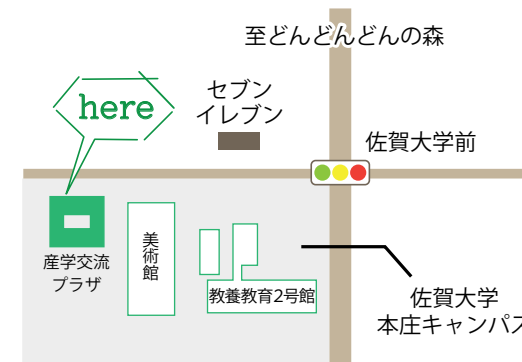 至どんどんどんの森
here
セブン
イレブン
佐賀大学前
産学交流
プラザ
美術館
教養教育2号館
佐賀大学
本庄キャンパス